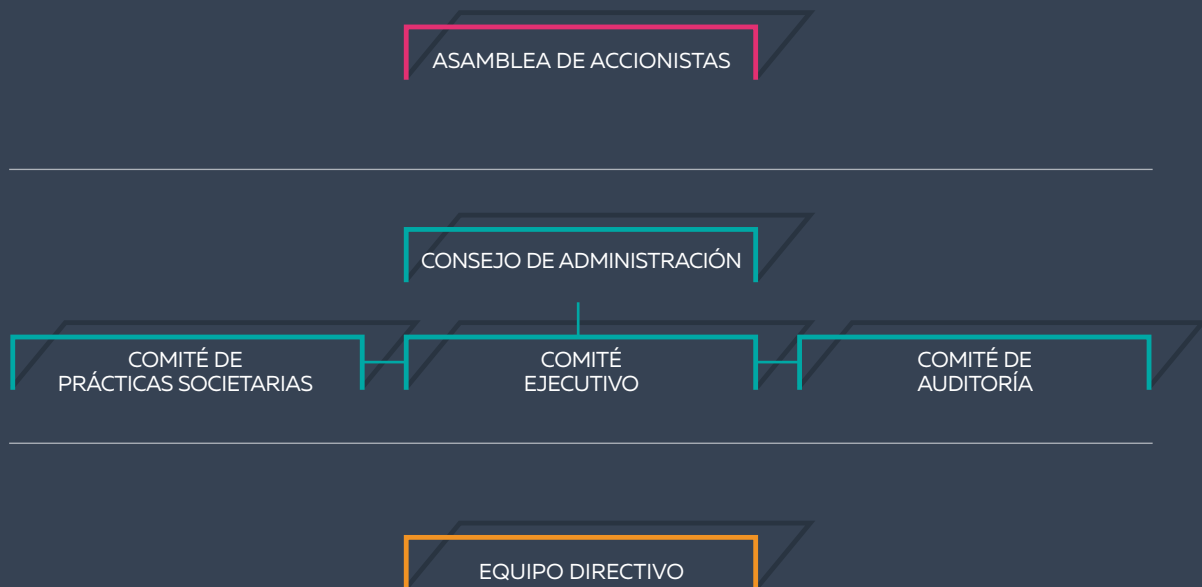 ASAMBLEA DE ACCIONISTAS
CONSEJO DE ADMINISTRACIÓN
COMITÉ DE
PRÁCTICAS SOCIETARIAS
COMITÉ
EJECUTIVO
COMITÉ DE
AUDITORÍA
EQUIPO DIRECTIVO